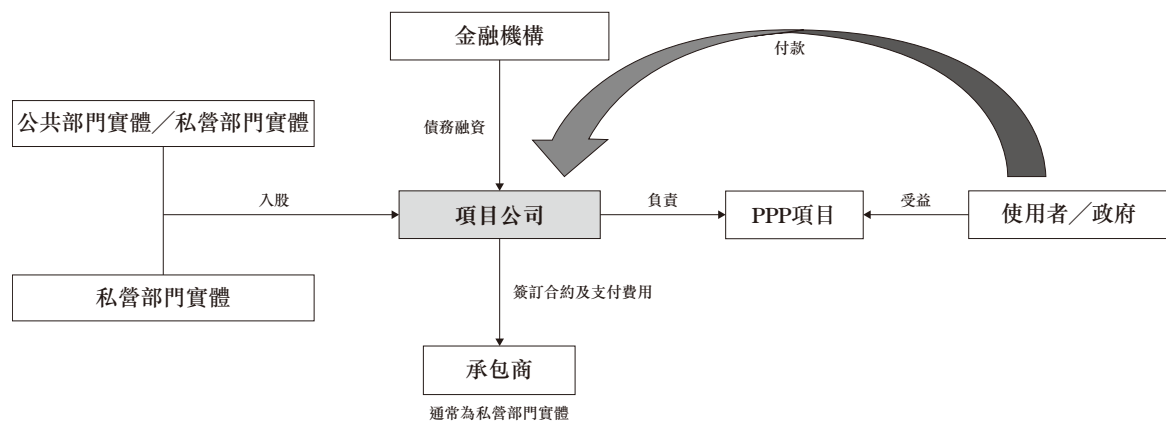 金融機構
付款
公共部門實體／私營部門實體
債務融資
入股
項目公司
負責
PPP項目
受益
使用者／政府
私營部門實體
簽訂合約及支付費用
承包商
通常為私營部門實體